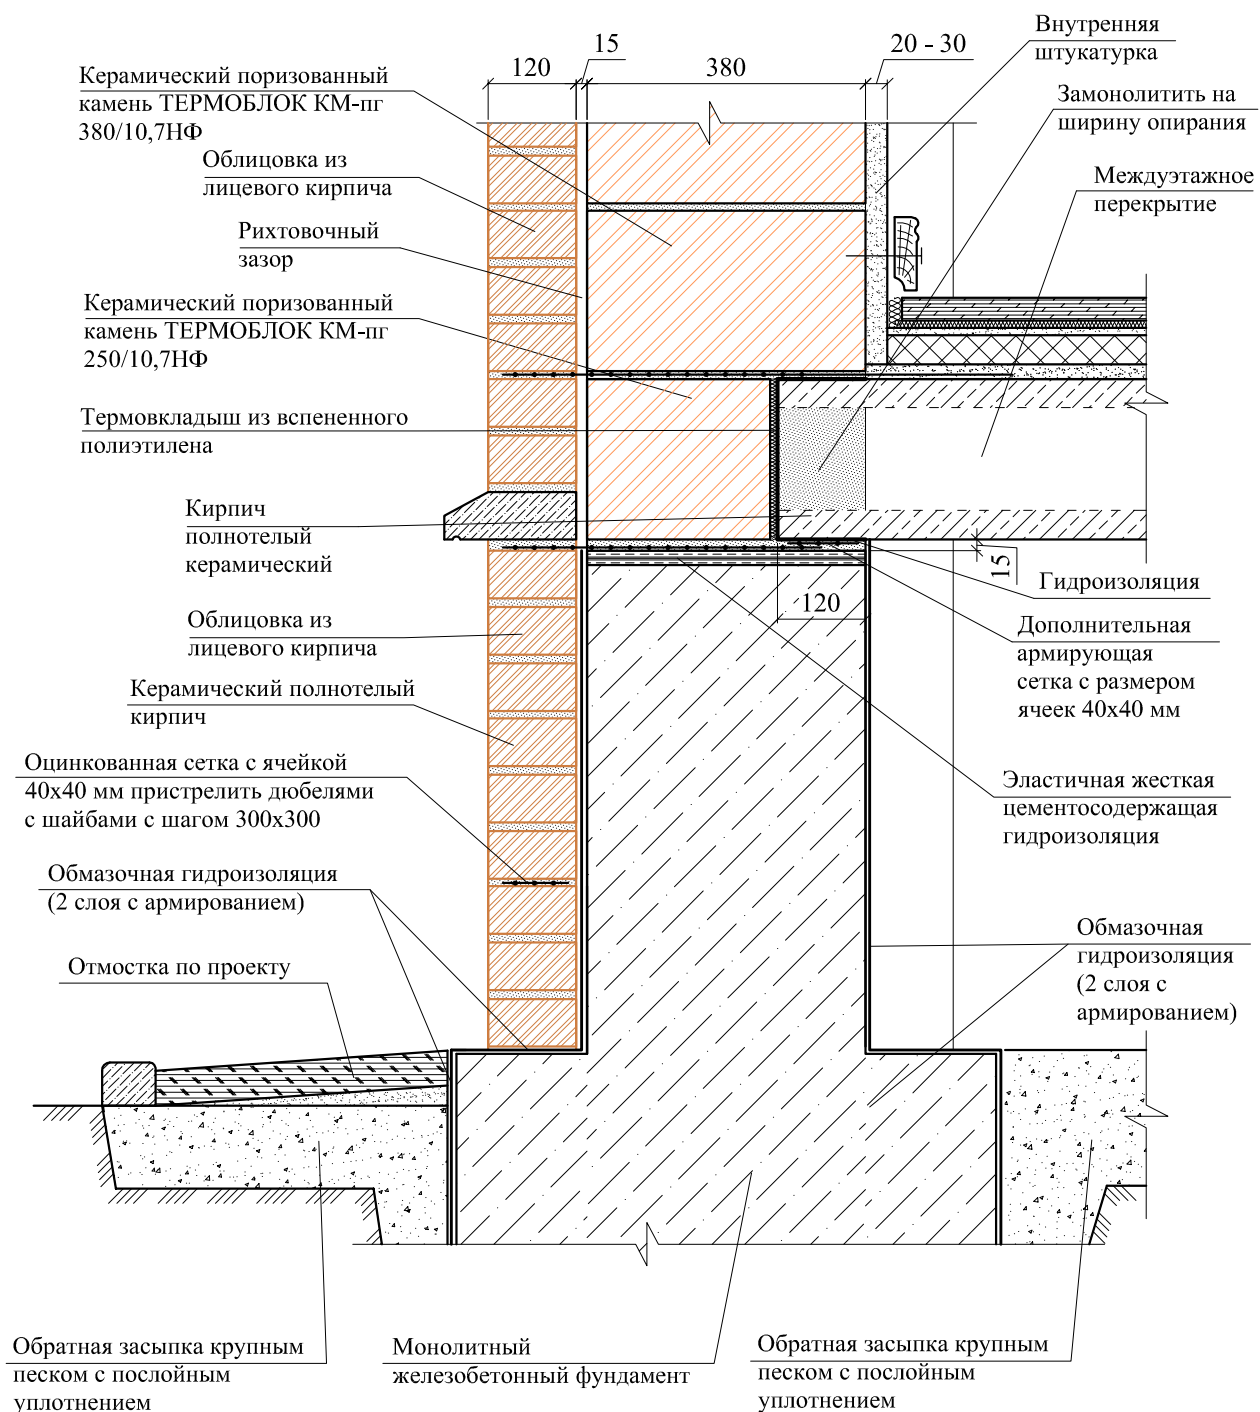 120
15
380
20 - 30
Керамический поризованный
камень ТЕРМОБЛОК КМ-пг
380/10,7НФ
Облицовка из
лицевого кирпича
Рихтовочный
зазор
Керамический поризованный
камень ТЕРМОБЛОК КМ-пг
250/10,7НФ
Термовкладыш из вспененного
полиэтилена
Кирпич
полнотелый
керамический
Облицовка из
лицевого кирпича
Керамический полнотелый
кирпич
Оцинкованная сетка с ячейкой
40х40 мм пристрелить дюбелями
с шайбами с шагом 300х300
Обмазочная гидроизоляция
(2 слоя с армированием)
Отмостка по проекту
Внутренняя
штукатурка
Замонолитить на
ширину опирания
Междуэтажное
перекрытие
15
120
Гидроизоляция
Дополнительная
армирующая
сетка с размером
ячеек 40х40 мм
Эластичная жесткая
цементосодержащая
гидроизоляция
Обмазочная
гидроизоляция
(2 слоя с
армированием)
Обратная засыпка крупным
песком с послойным
уплотнением
Монолитный
железобетонный фундамент
Обратная засыпка крупным
песком с послойным
уплотнением